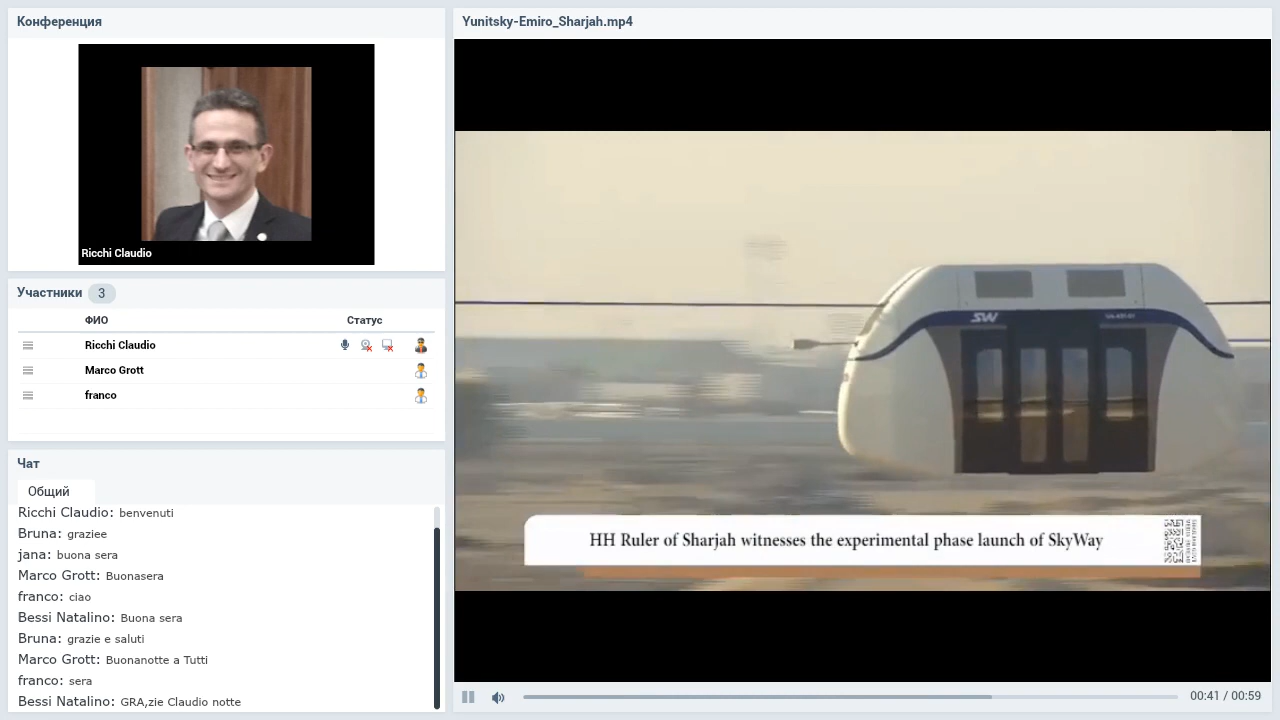 Конференция
Ricchi Claudio
Участники 3
ФИО Статус
Ricchi Claudio
Marco Grott
franco
Чат
Общий
Ricchi Claudio: benvenuti
Bruna: graziee
jana: buona sera
Marco Grott: Buonasera
franco: ciao
Bessi Natalino: Buona sera
Bruna: grazie e saluti
Marco Grott: Buonanotte a Tutti
franco: sera
Bessi Natalino: GRA,zie Claudio notte
Yunitsky-Emiro_Sharjah.mp4
SW
HH Ruler of Sharjah witnesses the experimental phase launch of SkyWay
00:41 / 00:59